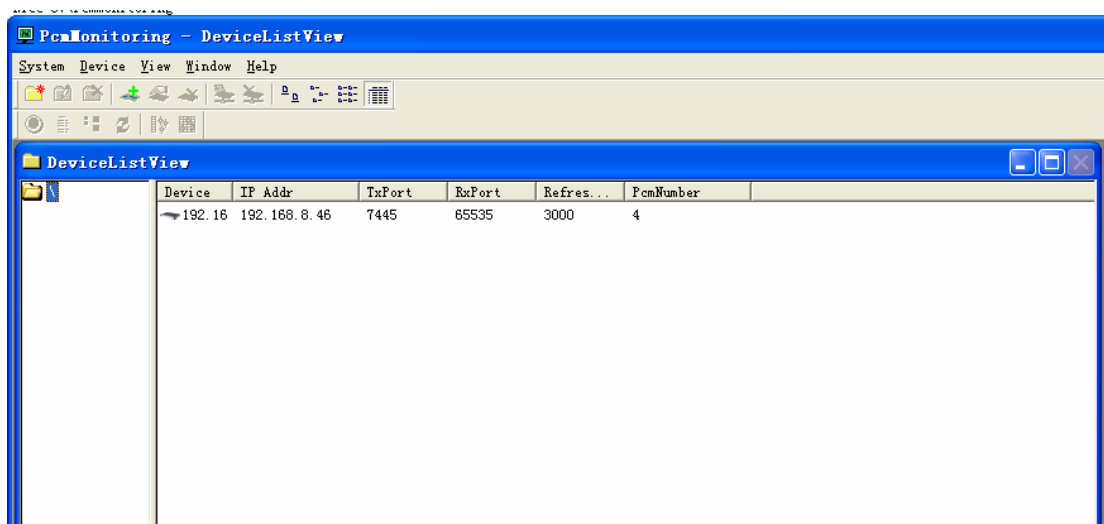 PcmMonitoring - DeviceListView
System Device View Window Help
DeviceListView
\ Device IP Addr TxPort RxPort Refres... PcmNumber
192.16 192.168.8.46 7445 65535 3000 4